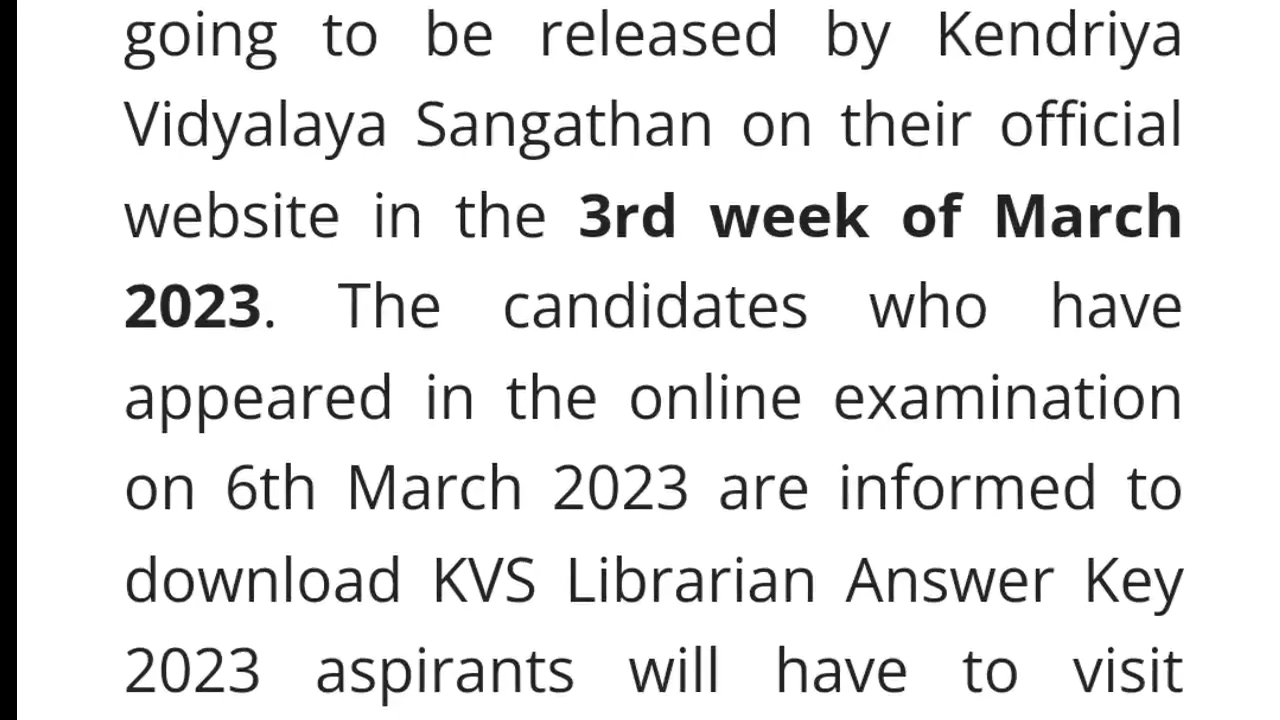 going to be released by Kendriya
Vidyalaya Sangathan on their official
website in the 3rd week of March
2023. The candidates who have
appeared in the online examination
on 6th March 2023 are informed to
download KVS Librarian Answer Key
2023 aspirants will have to visit